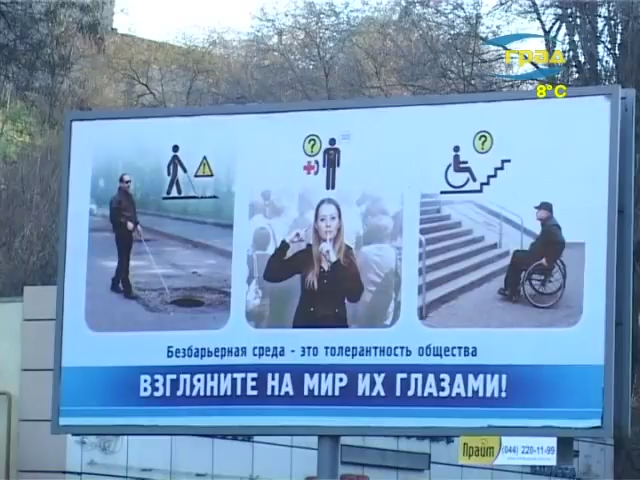 град
8°C
?
?
Безбарьерная среда - это толерантность общества
ВЗГЛЯНИТЕ НА МИР ИХ ГЛАЗАМИ!
Прайт (044) 220-11-99